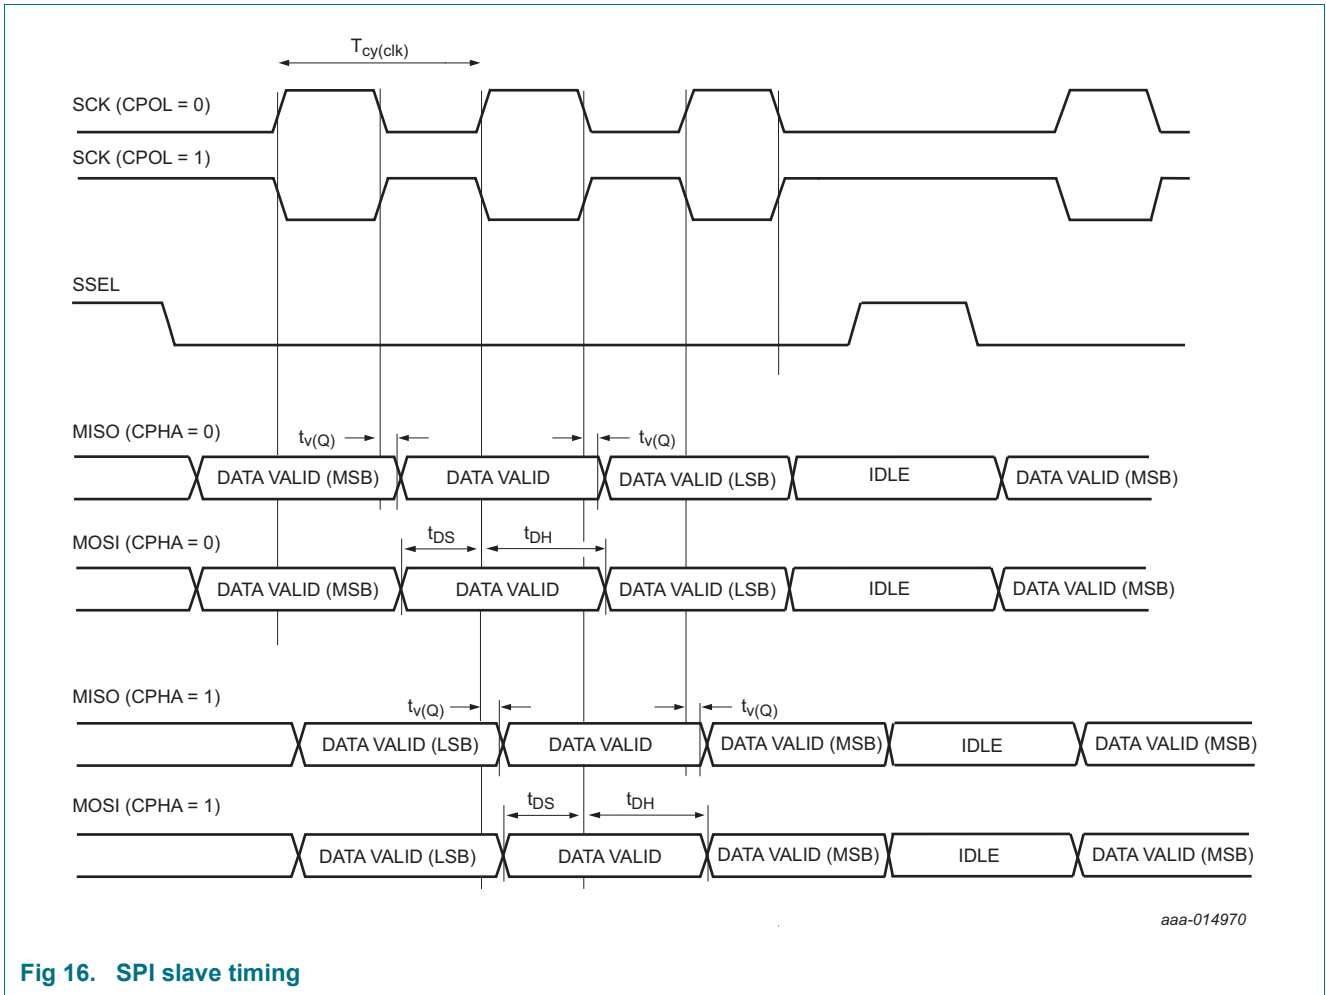 Tcy(clk)
SCK (CPOL = 0)
SCK (CPOL = 1)
SSEL
MISO (CPHA = 0)
tv(Q) tv(Q)
DATA VALID (MSB) DATA VALID DATA VALID (LSB) IDLE DATA VALID (MSB)
tDS tDH
MOSI (CPHA = 0)
DATA VALID (MSB) DATA VALID DATA VALID (LSB) IDLE DATA VALID (MSB)
MISO (CPHA = 1)
tv(Q) tv(Q)
DATA VALID (LSB) DATA VALID DATA VALID (MSB) IDLE DATA VALID (MSB)
tDS tDH
MOSI (CPHA = 1)
DATA VALID (LSB) DATA VALID DATA VALID (MSB) IDLE DATA VALID (MSB)
aaa-014970
Fig 16. SPI slave timing